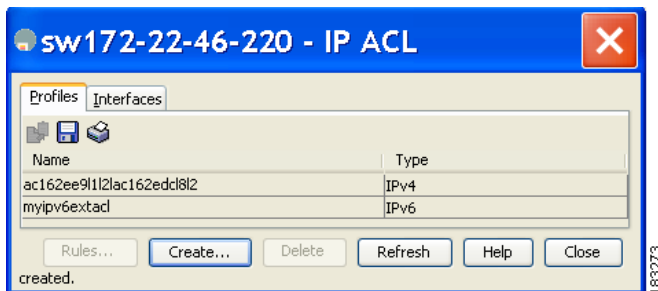 sw172-22-46-220 - IP ACL
Profiles Interfaces
Name Type
ac162ee9l1l2lac162edcl8l2 IPv4
myipv6extacl IPv6
Rules... Create... Delete Refresh Help Close
created.
183273